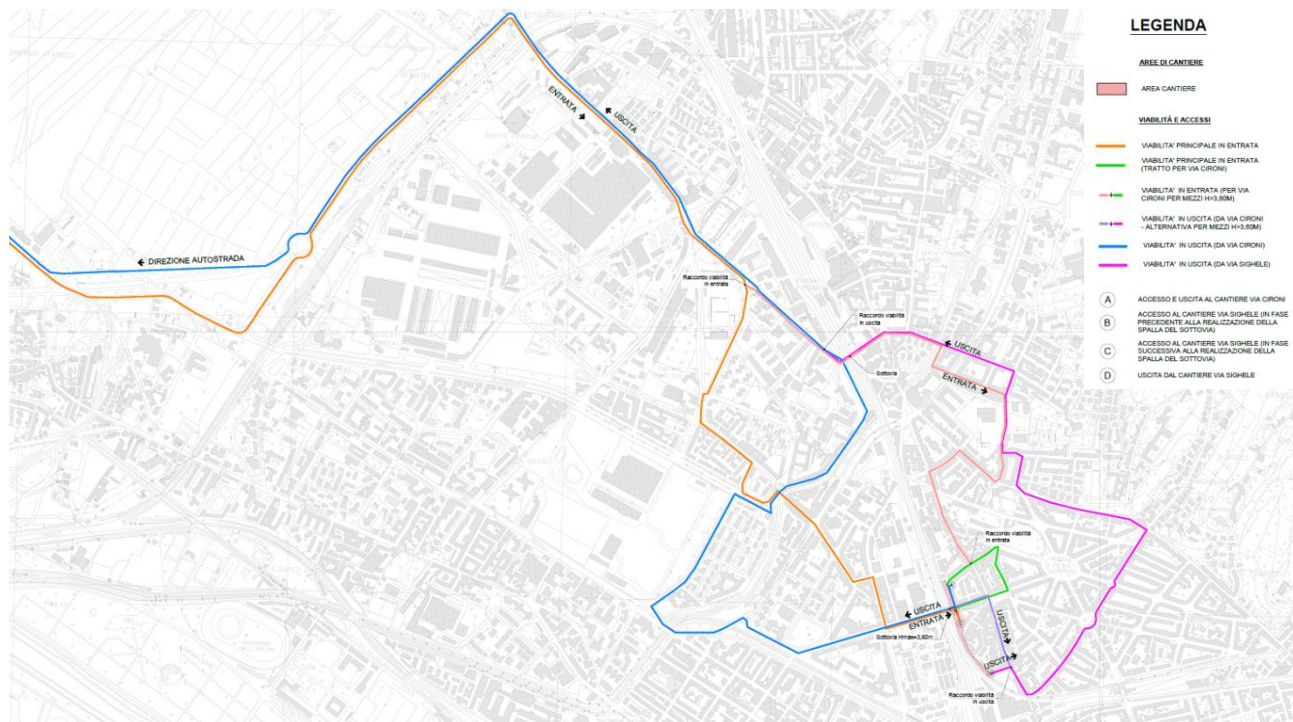 LEGENDA
AREE DI CANTIERE
AREA CANTIERE
VIABILITÀ E ACCESSI
VIABILITA' PRINCIPALE IN ENTRATA
VIABILITA' PRINCIPALE IN ENTRATA
(TRATTO PER VIA CIRONI)
VIABILITA' IN ENTRATA (PER VIA
CIRONI PER MEZZI H>3,60M)
VIABILITA' IN USCITA (DA VIA CIRONI
- ALTERNATIVA PER MEZZI H>3,60M)
VIABILITA' IN USCITA (DA VIA CIRONI)
VIABILITA' IN USCITA (DA VIA SIGHELE)
A
ACCESSO E USCITA AL CANTIERE VIA CIRONI
B
ACCESSO AL CANTIERE VIA SIGHELE (IN FASE
PRECEDENTE ALLA REALIZZAZIONE DELLA
SPALLA DEL SOTTOVIA)
C
ACCESSO AL CANTIERE VIA SIGHELE (IN FASE
SUCCESSIVA ALLA REALIZZAZIONE DELLA
SPALLA DEL SOTTOVIA)
D
USCITA DAL CANTIERE VIA SIGHELE
ENTRATA
USCITA
DIREZIONE AUTOSTRADA
Raccordo viabilità
in entrata
Raccordo viabilità
in uscita
Sottovia
USCITA
ENTRATA
Raccordo viabilità
in entrata
USCITA
ENTRATA
Sottovia Hmax=3,60m
USCITA
USCITA
Raccordo viabilità
in uscita